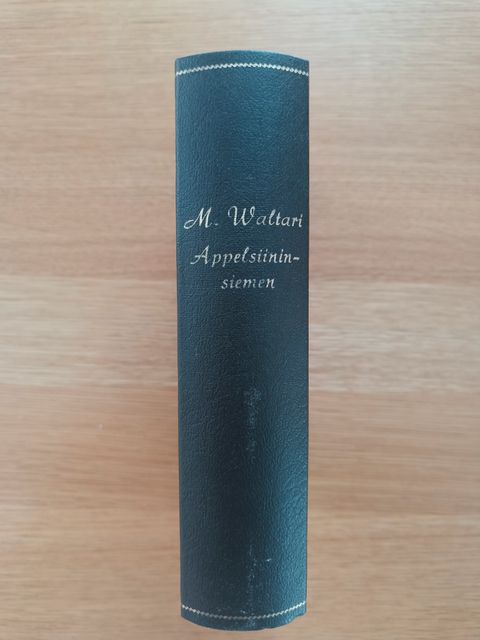 M. Waltari
Appelsiinin-
siemen